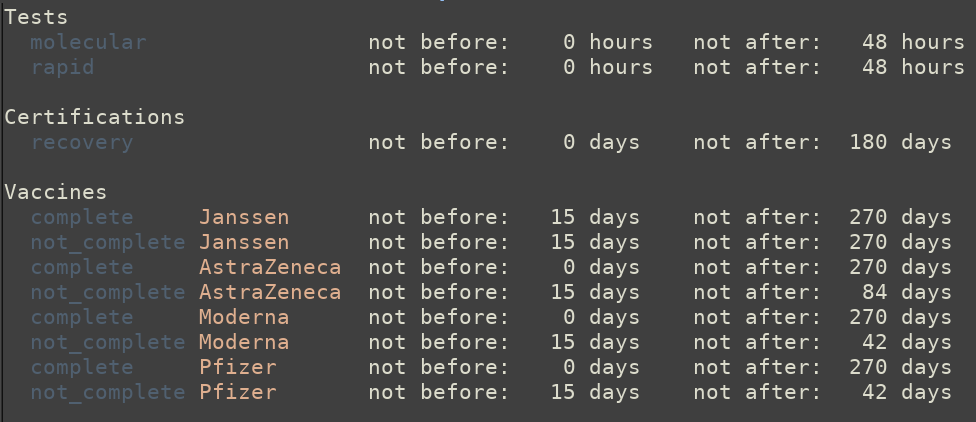 Tests
molecular not before: 0 hours not after: 48 hours
rapid not before: 0 hours not after: 48 hours
Certifications
recovery not before: 0 days not after: 180 days
Vaccines
complete Janssen not before: 15 days not after: 270 days
not_complete Janssen not before: 15 days not after: 270 days
complete AstraZeneca not before: 0 days not after: 270 days
not_complete AstraZeneca not before: 15 days not after: 84 days
complete Moderna not before: 0 days not after: 270 days
not_complete Moderna not before: 15 days not after: 42 days
complete Pfizer not before: 0 days not after: 270 days
not_complete Pfizer not before: 15 days not after: 42 days